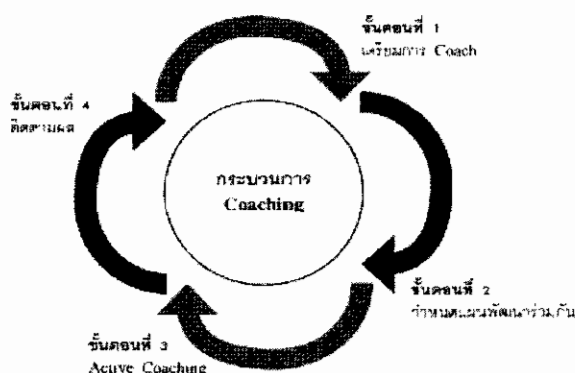 ขั้นตอนที่ 1
เตรียมการ Coach
ขั้นตอนที่ 4
ติดตามผล
กระบวนการ
Coaching
ขั้นตอนที่ 2
กำหนดแผนพัฒนาร่วมกัน
ขั้นตอนที่ 3
Active Coaching